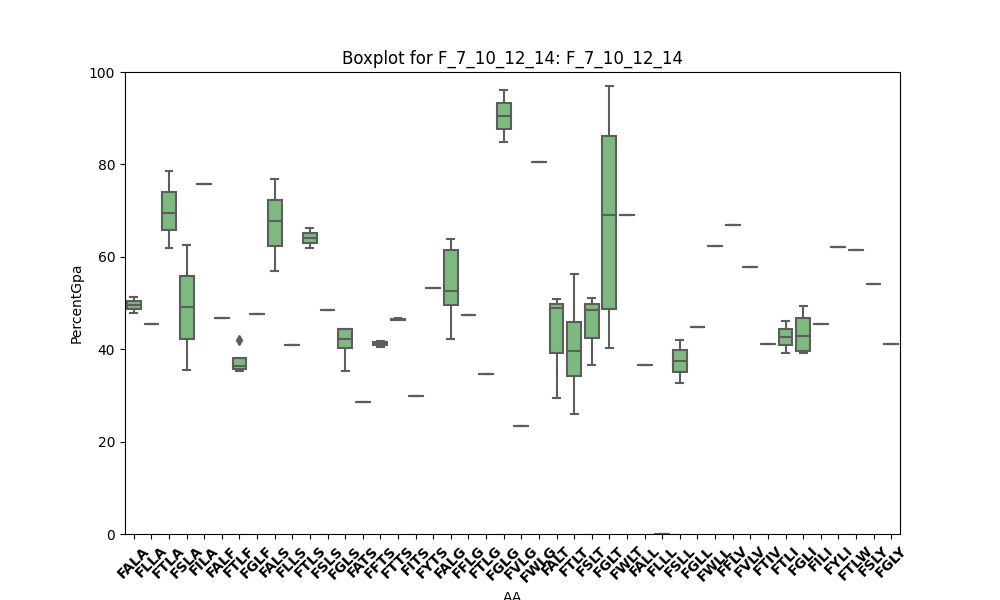 Boxplot for F_7_10_12_14: F_7_10_12_14
PercentGpa
100
80
60
40
20
0
FALA
FLLA
FTLA
FSLA
FILA
FALF
FTLF
FGLF
FALS
FLLS
FTLS
FSLS
FGLS
FATS
FFTS
FTTS
FITS
FYTS
FALG
FFLG
FTLG
FGLG
FVLG
FWLG
FALT
FTLT
FSLT
FGLT
FWLT
FALL
FLLL
FSLL
FGLL
FWLL
FFLV
FVLV
FTIV
FTLI
FGLI
FILI
FYLI
FTLW
FSLY
FGLY
AA